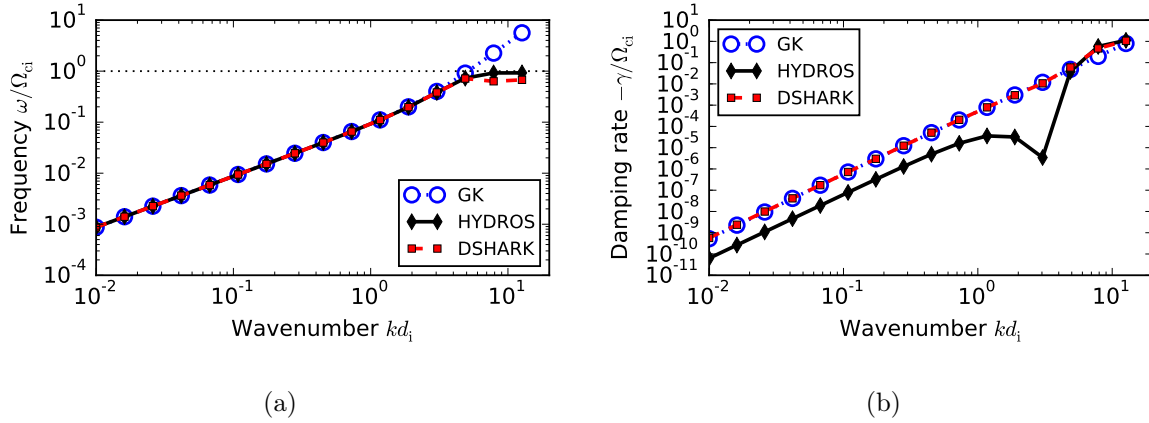 10^1
10^0
10^-1
10^-2
10^-3
10^-4
Frequency ω/Ω_ci
GK
HYDROS
DSHARK
10^-2 10^-1 10^0 10^1
Wavenumber kd_i
(a)
10^1
10^0
10^-1
10^-2
10^-3
10^-4
10^-5
10^-6
10^-7
10^-8
10^-9
10^-10
10^-11
Damping rate −γ/Ω_ci
GK
HYDROS
DSHARK
10^-2 10^-1 10^0 10^1
Wavenumber kd_i
(b)